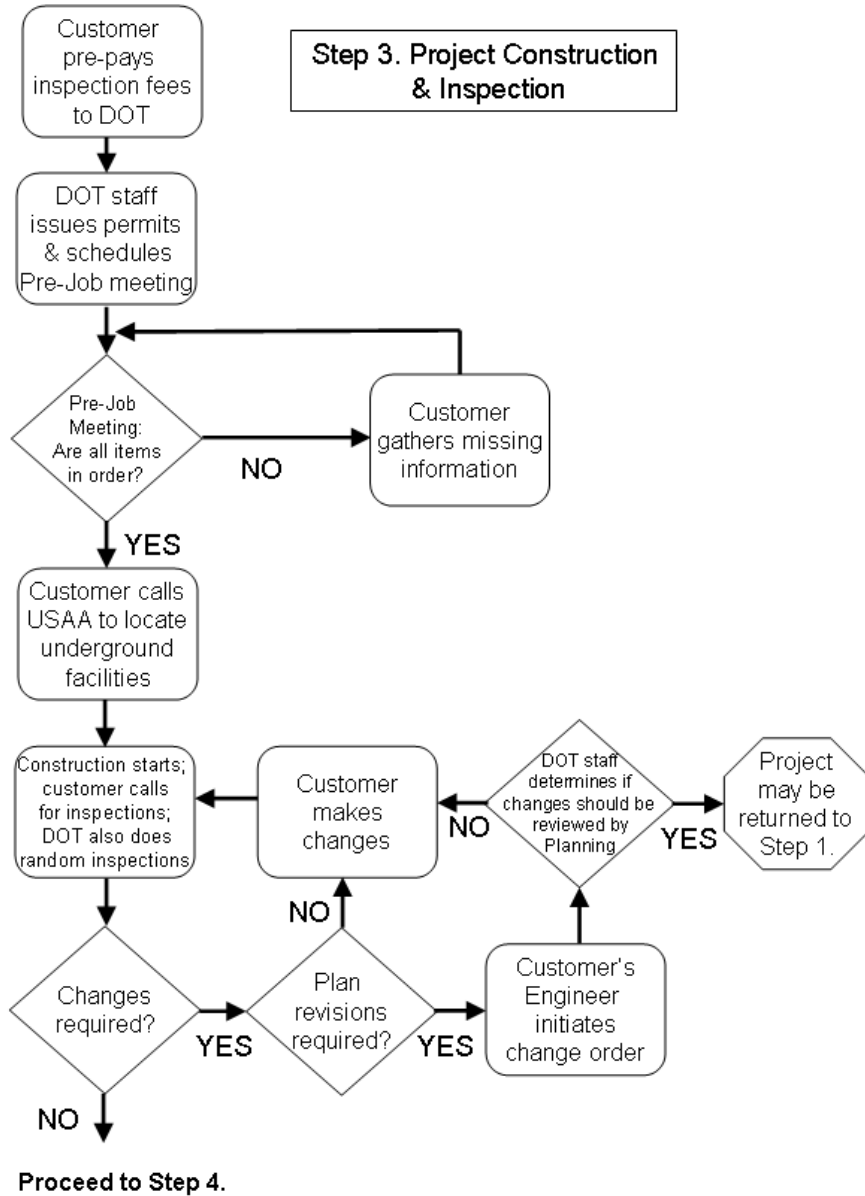 Customer
pre-pays
inspection fees
to DOT
Step 3. Project Construction
& Inspection
DOT staff
issues permits
& schedules
Pre-Job meeting
Pre-Job
Meeting:
Are all items
in order?
NO
Customer
gathers missing
information
YES
Customer calls
USAA to locate
underground
facilities
Construction starts;
customer calls
for inspections;
DOT also does
random inspections
Customer
makes
changes
NO
DOT staff
determines if
changes should be
reviewed by
Planning
YES
Project
may be
returned to
Step 1.
Changes
required?
YES
NO
Plan
revisions
required?
YES
Customer's
Engineer
initiates
change order
NO
Proceed to Step 4.